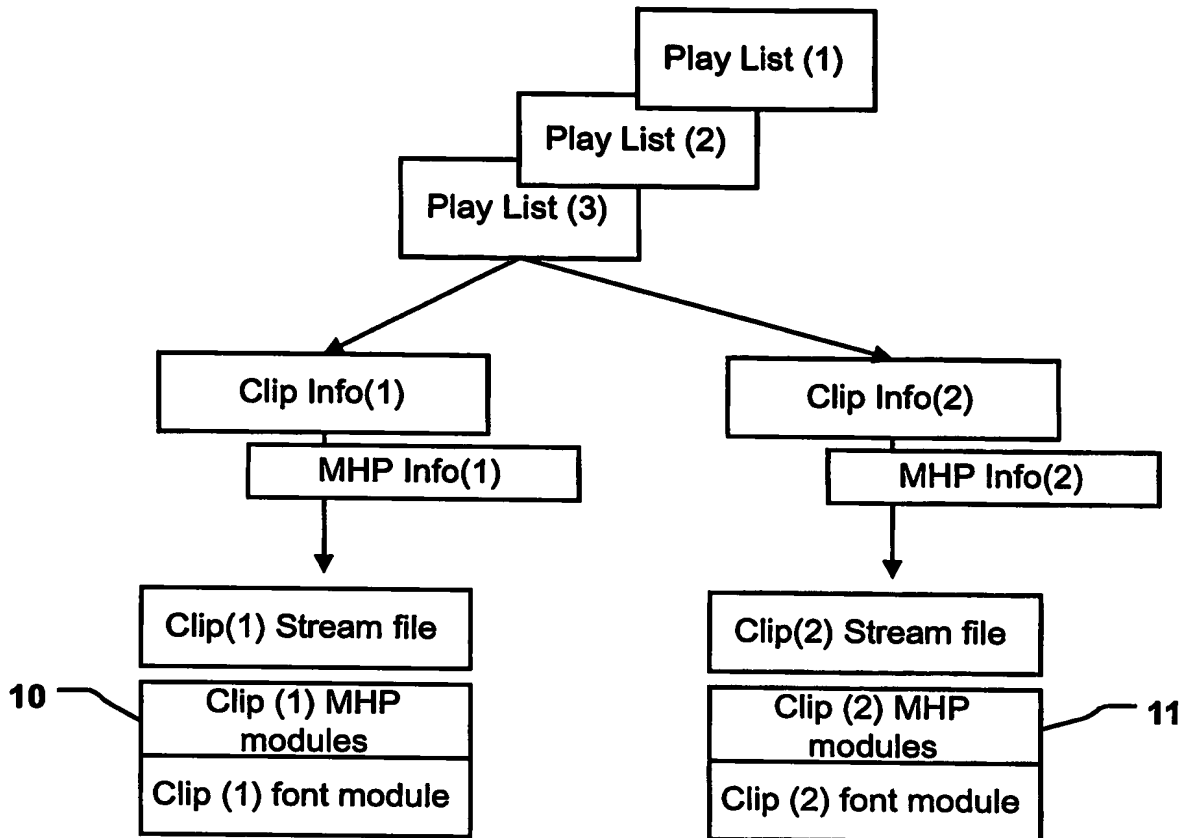 Play List (1)
Play List (2)
Play List (3)
Clip Info(1)
Clip Info(2)
MHP Info(1)
MHP Info(2)
Clip(1) Stream file
Clip(2) Stream file
10
Clip (1) MHP
modules
Clip (2) MHP
modules
11
Clip (1) font module
Clip (2) font module